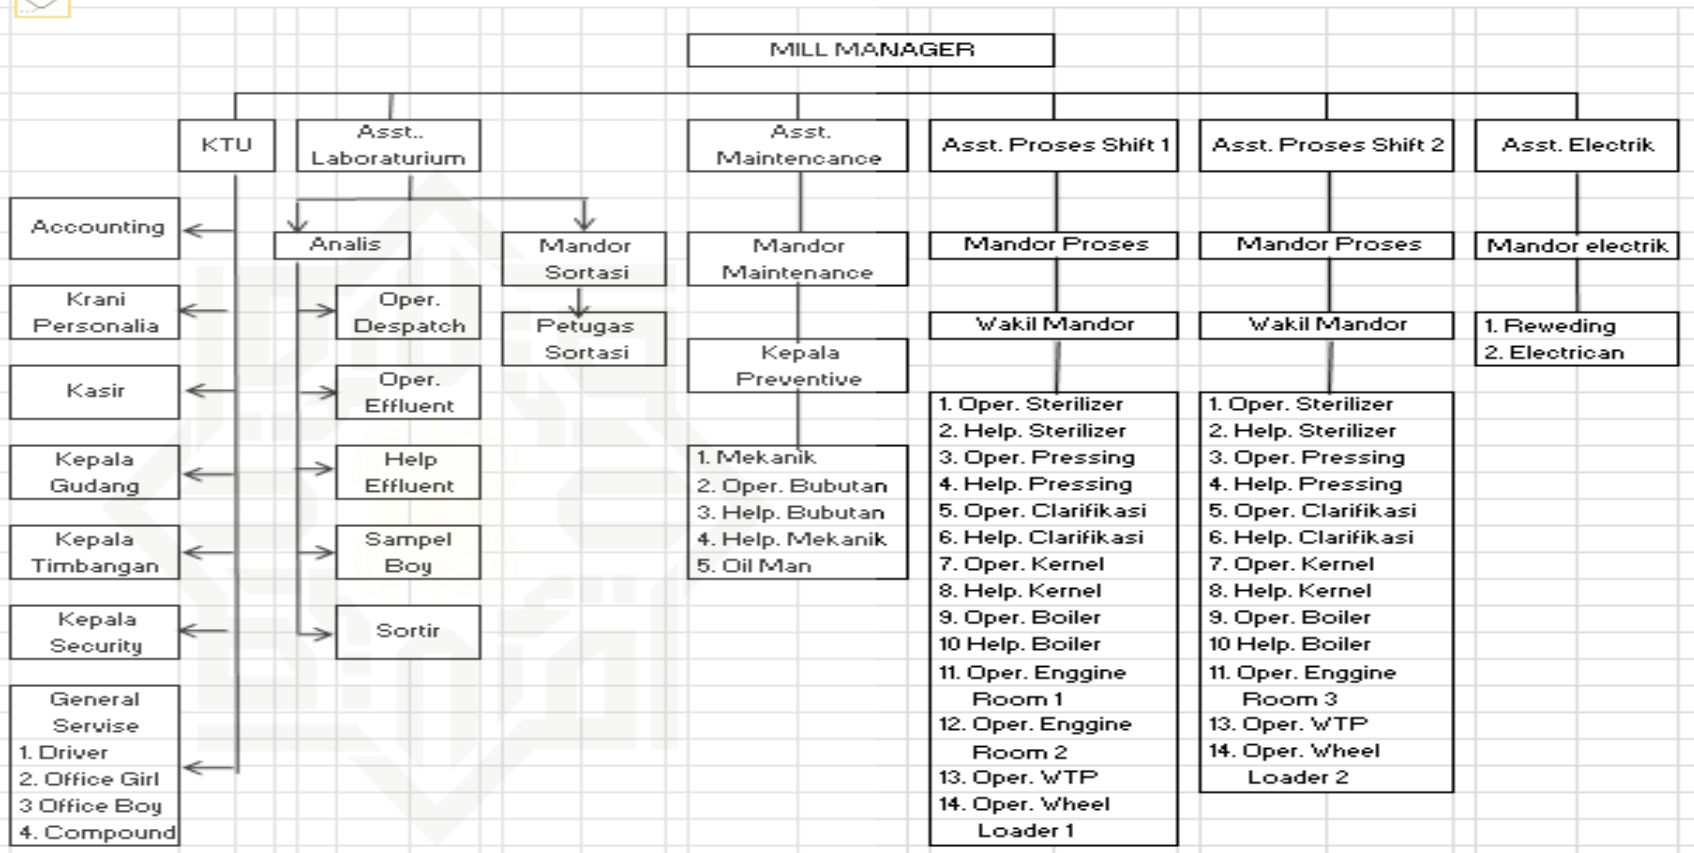 MILL MANAGER
KTU
Asst..
Laboraturium
Asst.
Maintencance
Asst. Proses Shift 1
Asst. Proses Shift 2
Asst. Electrik
Accounting
Krani
Personalia
Kasir
Kepala
Gudang
Kepala
Timbangan
Kepala
Security
General
Servise
1. Driver
2. Office Girl
3 Office Boy
4. Compound
Analis
Oper.
Despatch
Oper.
Effluent
Help
Effluent
Sampel
Boy
Sortir
Mandor
Sortasi
Petugas
Sortasi
Mandor
Maintenance
Kepala
Preventive
1. Mekanik
2. Oper. Bubutan
3. Help. Bubutan
4. Help. Mekanik
5. Oil Man
Mandor Proses
Wakil Mandor
1. Oper. Sterilizer
2. Help. Sterilizer
3. Oper. Pressing
4. Help. Pressing
5. Oper. Clarifikasi
6. Help. Clarifikasi
7. Oper. Kernel
8. Help. Kernel
9. Oper. Boiler
10 Help. Boiler
11. Oper. Enggine
Room 1
12. Oper. Enggine
Room 2
13. Oper. WTP
14. Oper. Wheel
Loader 1
Mandor Proses
Wakil Mandor
1. Oper. Sterilizer
2. Help. Sterilizer
3. Oper. Pressing
4. Help. Pressing
5. Oper. Clarifikasi
6. Help. Clarifikasi
7. Oper. Kernel
8. Help. Kernel
9. Oper. Boiler
10 Help. Boiler
11. Oper. Enggine
Room 3
13. Oper. WTP
14. Oper. Wheel
Loader 2
Mandor electrik
1. Reweding
2. Electrican